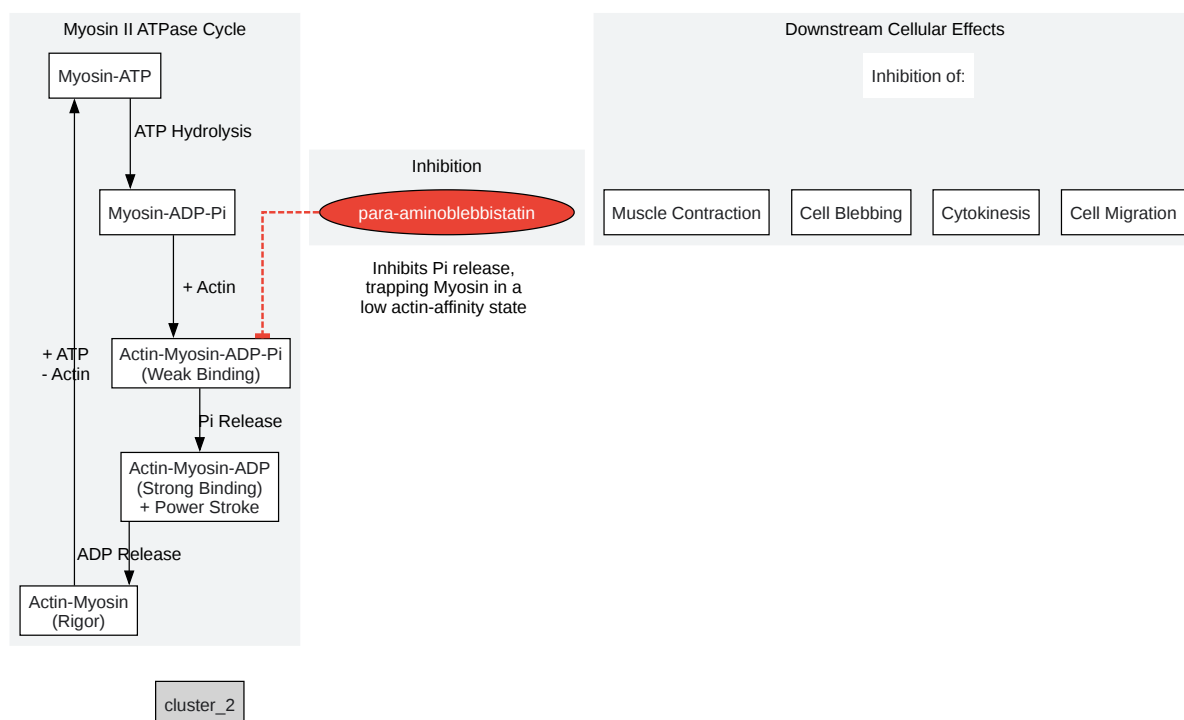 Myosin II ATPase Cycle
Myosin-ATP
ATP Hydrolysis
Myosin-ADP-Pi
+ Actin
Actin-Myosin-ADP-Pi
(Weak Binding)
+ ATP
- Actin
Pi Release
Actin-Myosin-ADP
(Strong Binding)
+ Power Stroke
ADP Release
Actin-Myosin
(Rigor)
cluster_2
Inhibition
para-aminoblebbistatin
Inhibits Pi release,
trapping Myosin in a
low actin-affinity state
Downstream Cellular Effects
Inhibition of:
Muscle Contraction
Cell Blebbing
Cytokinesis
Cell Migration